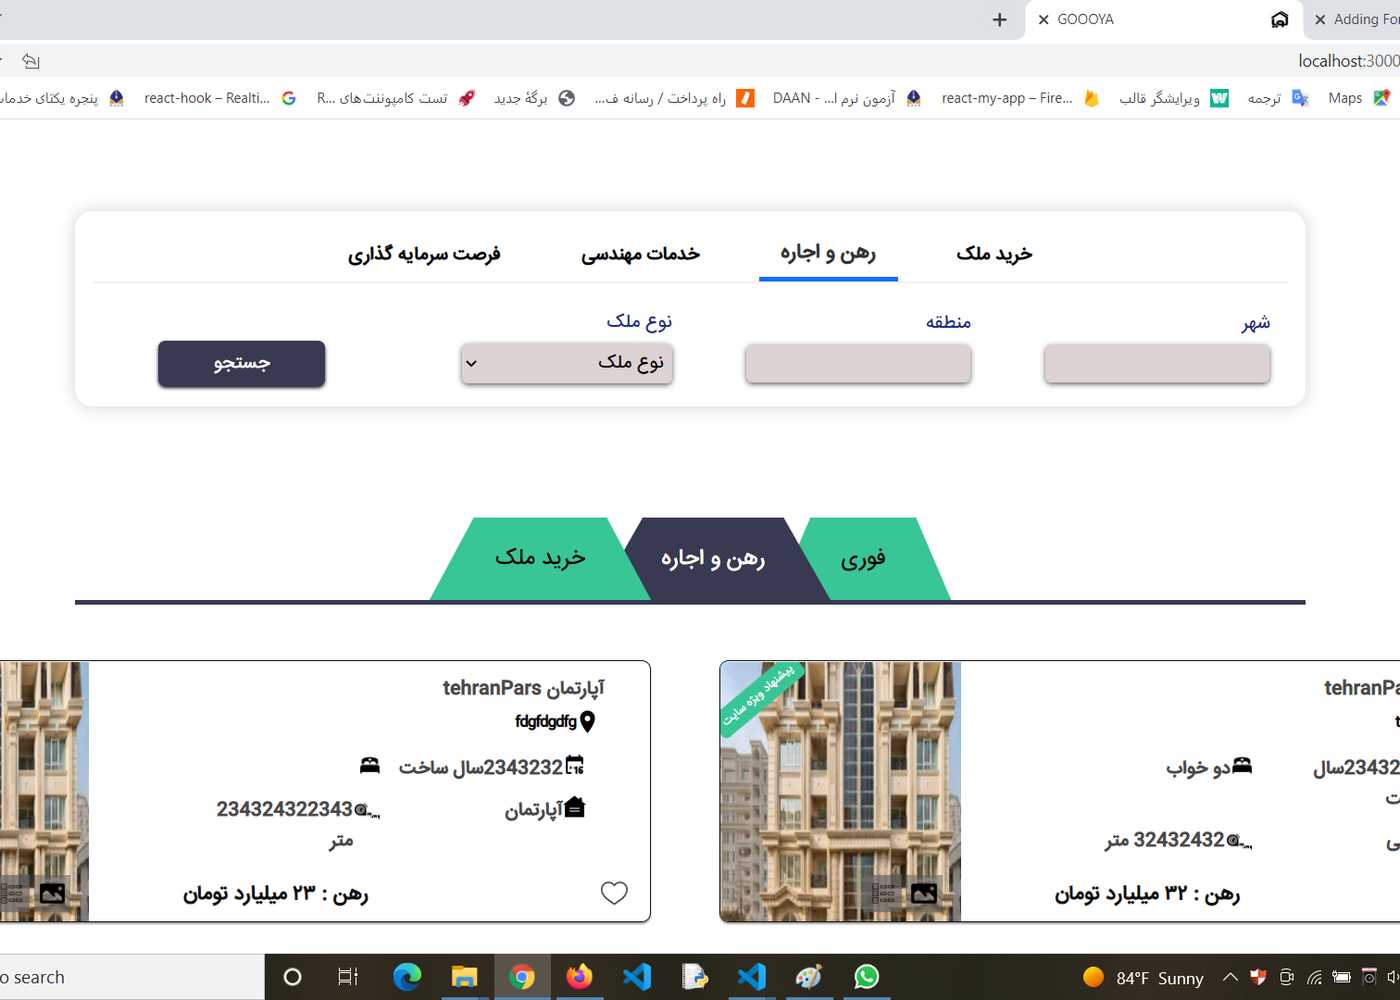 GOOOYA
Adding For
localhost:3000
Maps
ترجمه
ویرایشگر قالب
react-my-app – Fire...
آزمون نرم ا... - DAAN
راه پرداخت / رسانه ف...
برگهٔ جدید
تست کامپوننت‌های R...
react-hook – Realti...
پنجره یکتای خدمات
خرید ملک
رهن و اجاره
خدمات مهندسی
فرصت سرمایه گذاری
شهر
منطقه
نوع ملک
نوع ملک
جستجو
فوری
رهن و اجاره
خرید ملک
tehranPa
پیشنهاد ویژه سایت
23432سال
دو خواب
32432432 متر
رهن : ۳۲ میلیارد تومان
آپارتمان tehranPars
fdgfdgdfg
2343232سال ساخت
آپارتمان
234324322343
متر
رهن : ۲۳ میلیارد تومان
o search
84°F Sunny